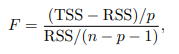 F = (TSS − RSS)/p / RSS/(n − p − 1),